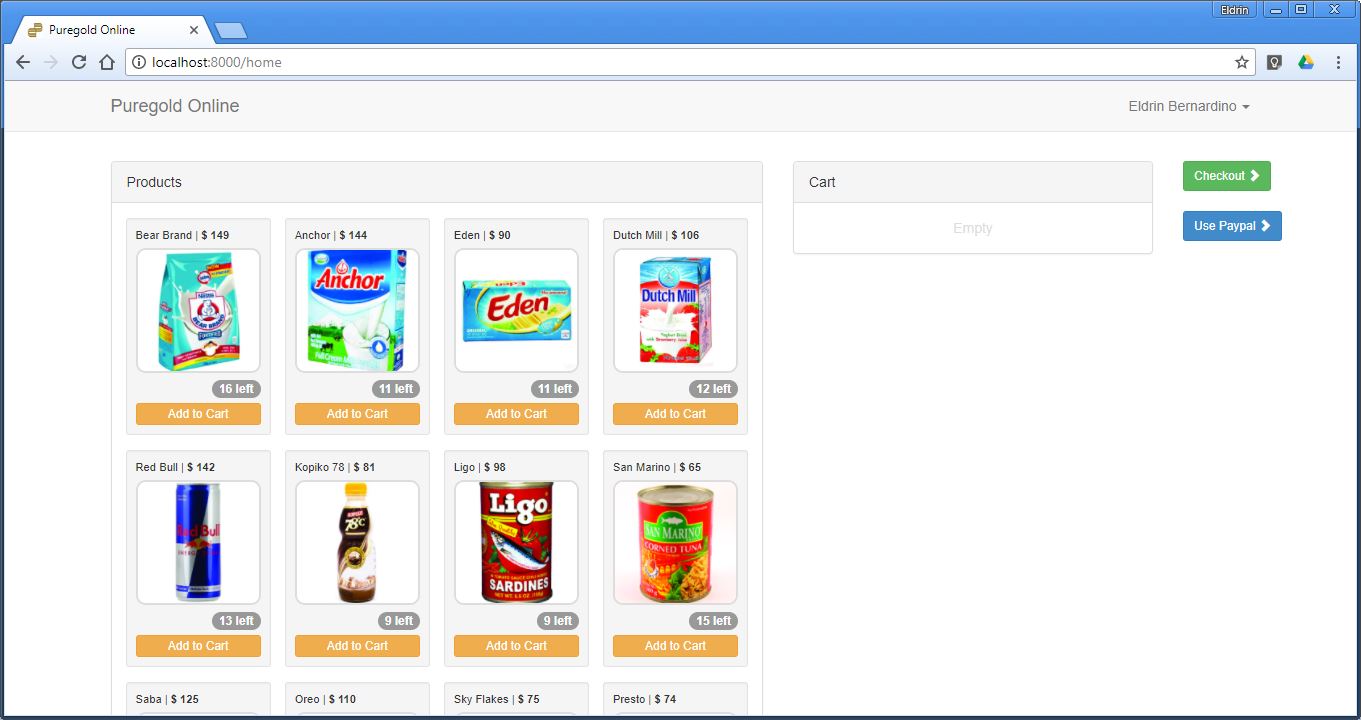 Eldrin
Puregold Online
localhost:8000/home
Puregold Online
Eldrin Bernardino
Products
Cart
Empty
Checkout
Use Paypal
Bear Brand | $ 149
Anchor | $ 144
Eden | $ 90
Dutch Mill | $ 106
BEAR BRAND
Anchor
Full Cream
Eden
Dutch Mill
16 left
11 left
11 left
12 left
Add to Cart
Add to Cart
Add to Cart
Add to Cart
Red Bull | $ 142
Kopiko 78 | $ 81
Ligo | $ 98
San Marino | $ 65
Red Bull
78°C
Ligo
SARDINES
SAN MARINO
CORNED TUNA
13 left
9 left
9 left
15 left
Add to Cart
Add to Cart
Add to Cart
Add to Cart
Saba | $ 125
Oreo | $ 110
Sky Flakes | $ 75
Presto | $ 74